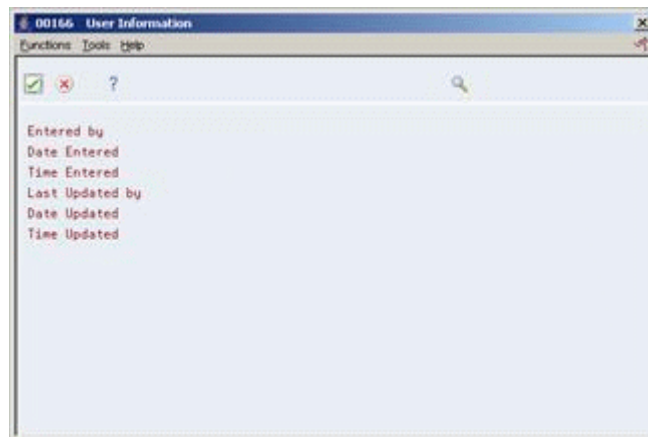 00166 User Information
Functions Tools Help
?
Entered by
Date Entered
Time Entered
Last Updated by
Date Updated
Time Updated